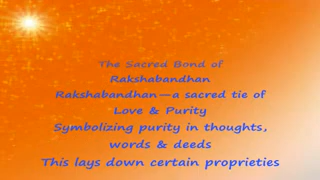 The Sacred Bond of
Rakshabandhan
Rakshabandhan—a sacred tie of
Love & Purity
Symbolizing purity in thoughts,
words & deeds
This lays down certain proprieties